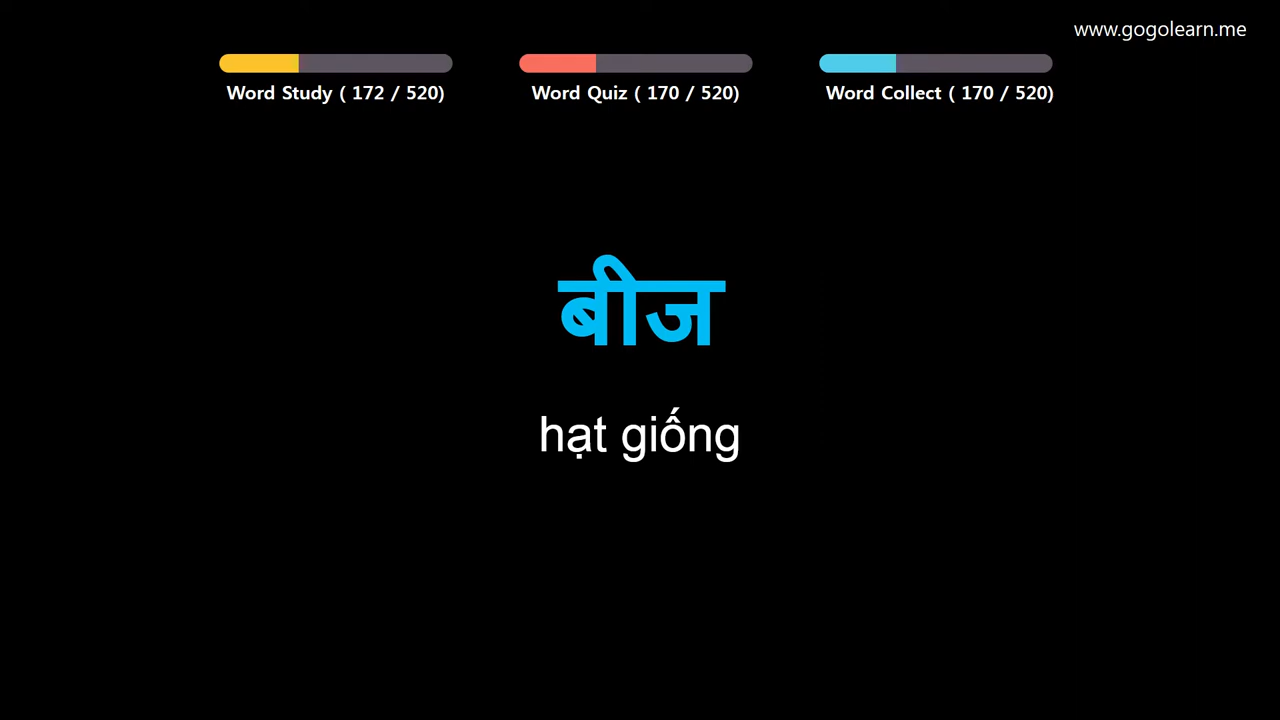 www.gogolearn.me
Word Study ( 172 / 520)
Word Quiz ( 170 / 520)
Word Collect ( 170 / 520)
बीज
hạt giống